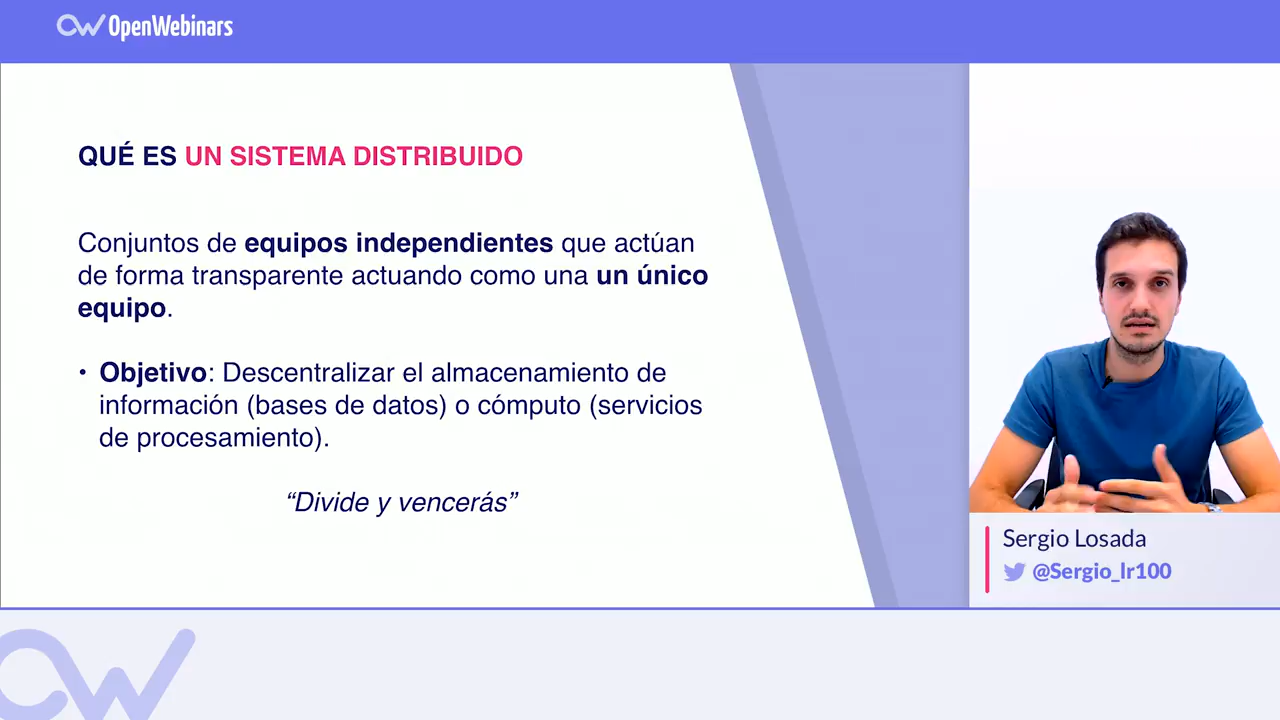 OpenWebinars
QUÉ ES UN SISTEMA DISTRIBUIDO
Conjuntos de equipos independientes que actúan
de forma transparente actuando como una un único
equipo.
• Objetivo: Descentralizar el almacenamiento de
información (bases de datos) o cómputo (servicios
de procesamiento).
“Divide y vencerás”
Sergio Losada
@Sergio_lr100